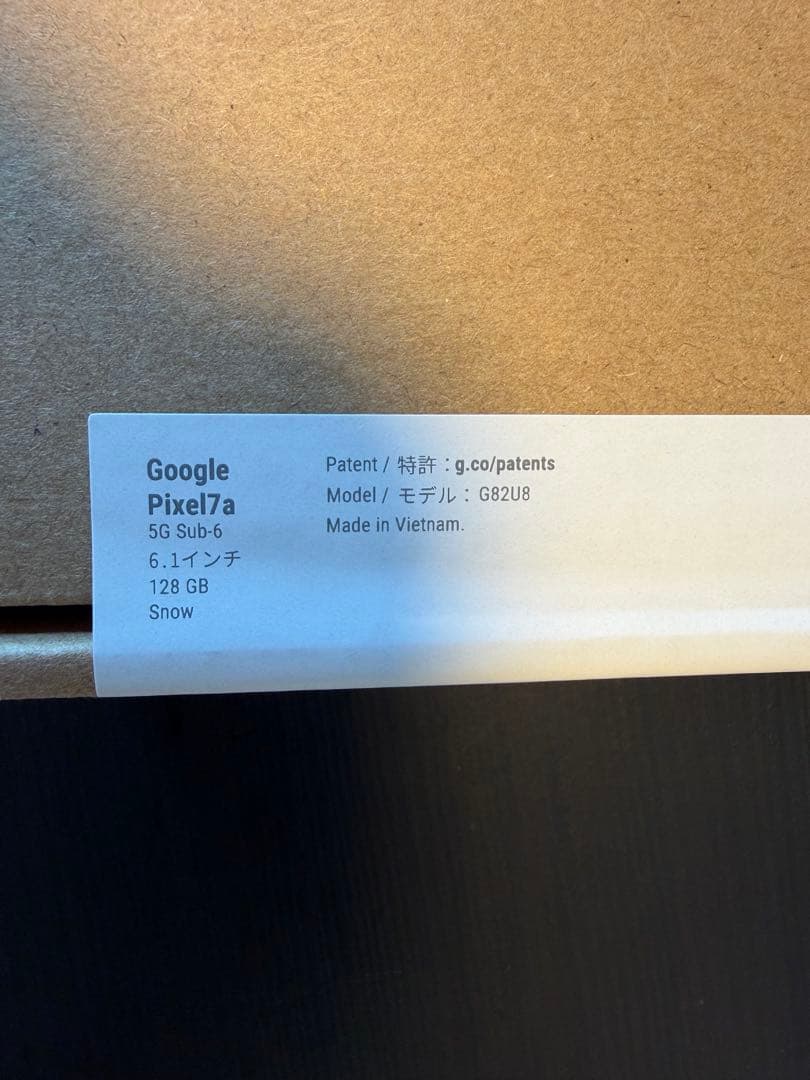 Google
Pixel7a
5G Sub-6
6.1インチ
128 GB
Snow
Patent / 特許：g.co/patents
Model / モデル： G82U8
Made in Vietnam.